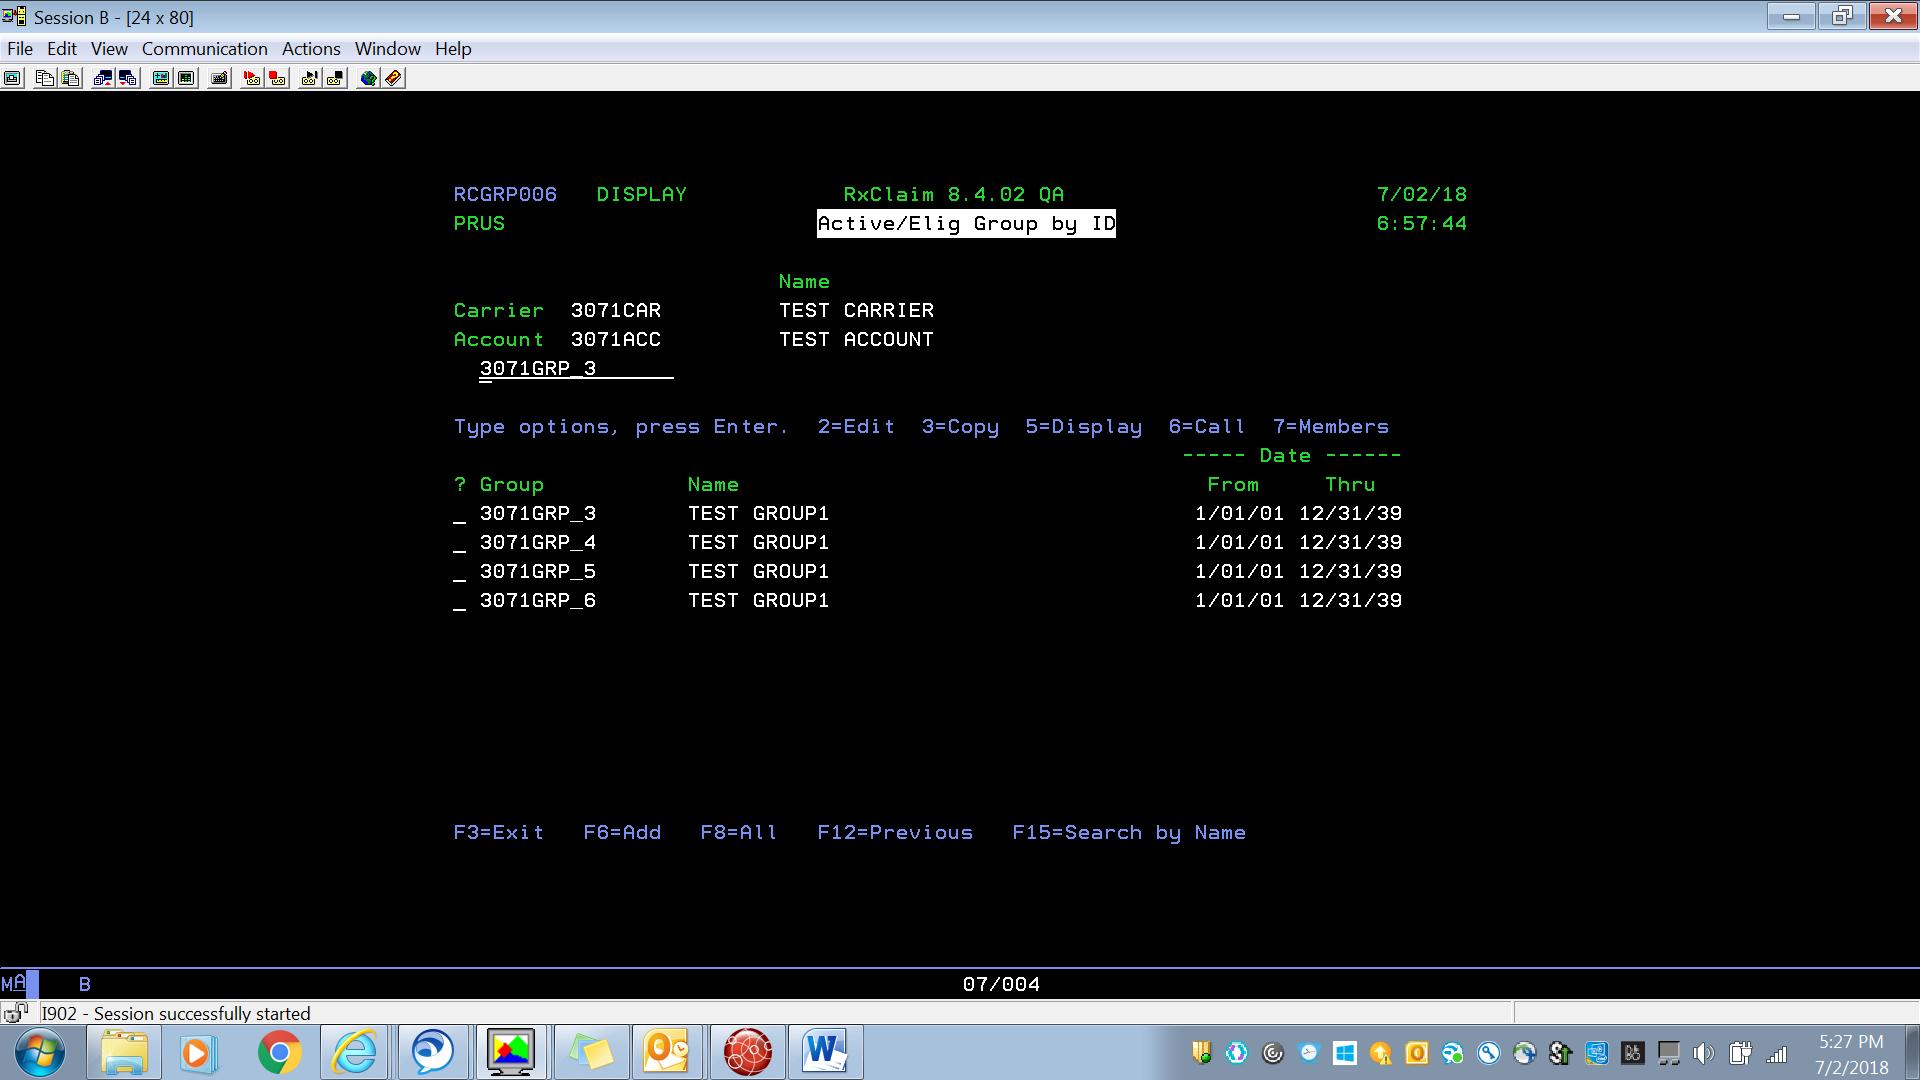 Session B - [24 x 80]
File Edit View Communication Actions Window Help
RCGRP006 DISPLAY RxClaim 8.4.02 QA 7/02/18
PRUS Active/Elig Group by ID 6:57:44
Name
Carrier 3071CAR TEST CARRIER
Account 3071ACC TEST ACCOUNT
3071GRP_3
Type options, press Enter. 2=Edit 3=Copy 5=Display 6=Call 7=Members
----- Date ------
? Group Name From Thru
_ 3071GRP_3 TEST GROUP1 1/01/01 12/31/39
_ 3071GRP_4 TEST GROUP1 1/01/01 12/31/39
_ 3071GRP_5 TEST GROUP1 1/01/01 12/31/39
_ 3071GRP_6 TEST GROUP1 1/01/01 12/31/39
F3=Exit F6=Add F8=All F12=Previous F15=Search by Name
MA B 07/004
I902 - Session successfully started
5:27 PM
7/2/2018